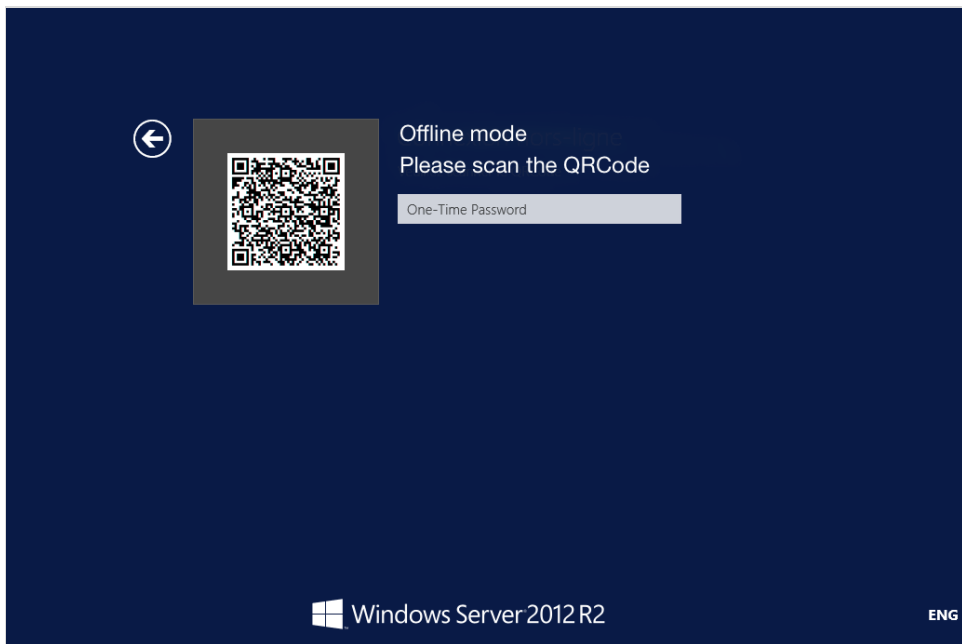 Offline mode
Please scan the QRCode
One-Time Password
Windows Server 2012 R2
ENG